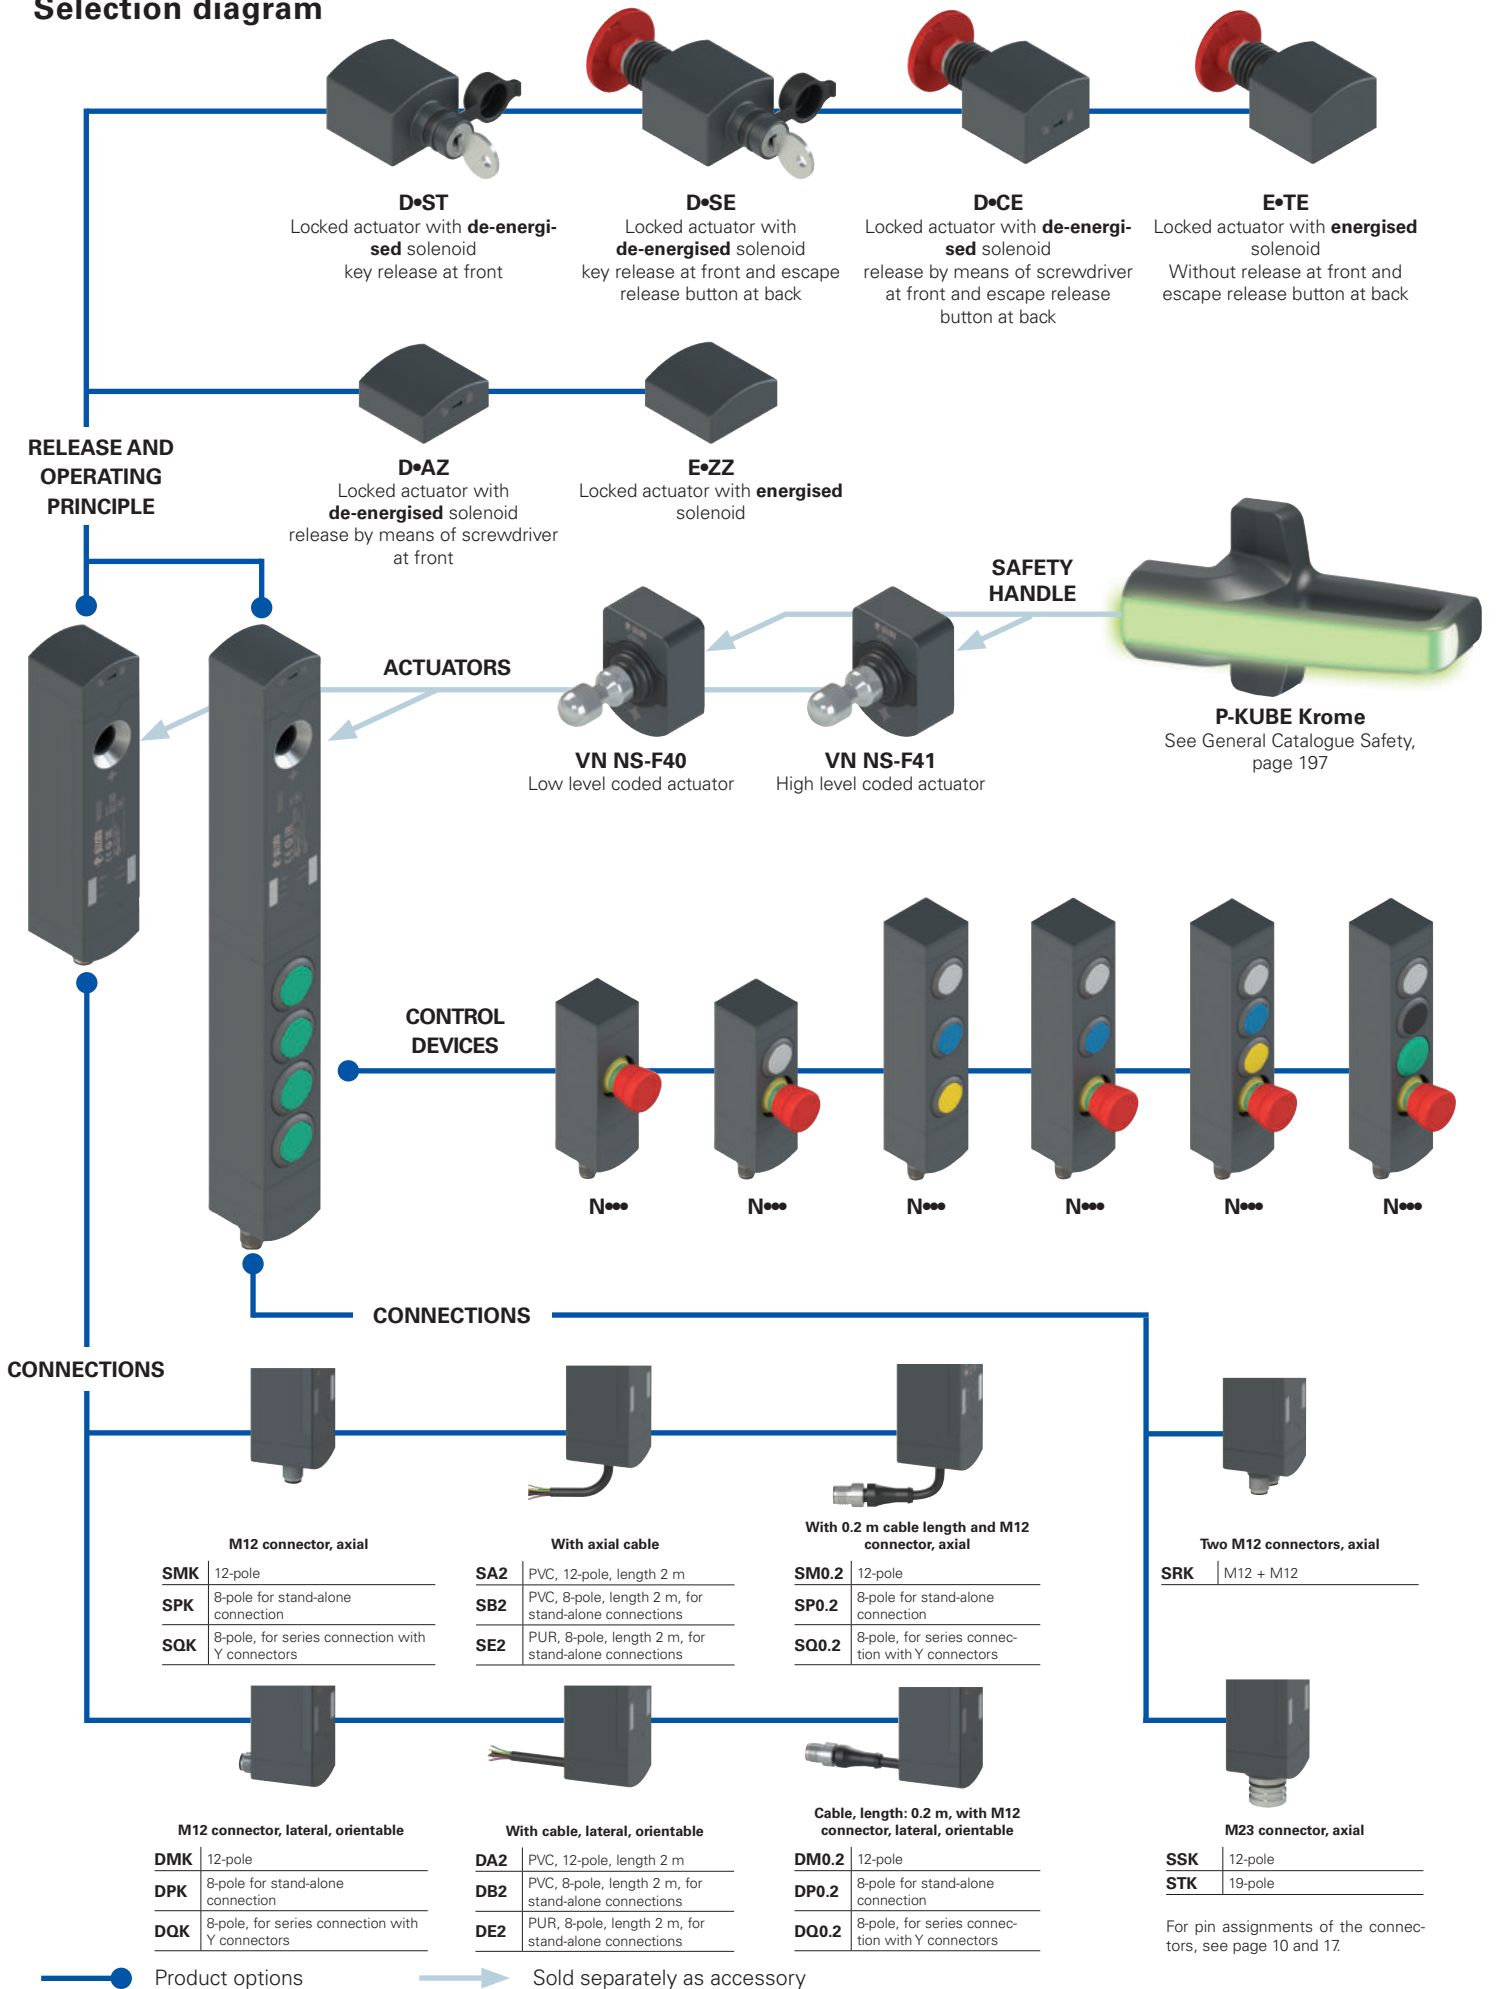 Selection diagram
D•ST
Locked actuator with de-energi-
sed solenoid
key release at front
D•SE
Locked actuator with
de-energised solenoid
key release at front and escape
release button at back
D•CE
Locked actuator with de-energi-
sed solenoid
release by means of screwdriver
at front and escape release
button at back
E•TE
Locked actuator with energised
solenoid
Without release at front and
escape release button at back
D•AZ
Locked actuator with
de-energised solenoid
release by means of screwdriver
at front
E•ZZ
Locked actuator with energised
solenoid
RELEASE AND
OPERATING
PRINCIPLE
SAFETY
HANDLE
ACTUATORS
VN NS-F40
Low level coded actuator
VN NS-F41
High level coded actuator
P-KUBE Krome
See General Catalogue Safety,
page 197
CONTROL
DEVICES
N•••
N•••
N•••
N•••
N•••
N•••
CONNECTIONS
CONNECTIONS
M12 connector, axial
SMK 12-pole
SPK 8-pole for stand-alone
connection
SQK 8-pole, for series connection with
Y connectors
With axial cable
SA2 PVC, 12-pole, length 2 m
SB2 PVC, 8-pole, length 2 m, for
stand-alone connections
SE2 PUR, 8-pole, length 2 m, for
stand-alone connections
With 0.2 m cable length and M12
connector, axial
SM0.2 12-pole
SP0.2 8-pole for stand-alone
connection
SQ0.2 8-pole, for series connec-
tion with Y connectors
Two M12 connectors, axial
SRK M12 + M12
M12 connector, lateral, orientable
DMK 12-pole
DPK 8-pole for stand-alone
connection
DQK 8-pole, for series connection with
Y connectors
With cable, lateral, orientable
DA2 PVC, 12-pole, length 2 m
DB2 PVC, 8-pole, length 2 m, for
stand-alone connections
DE2 PUR, 8-pole, length 2 m, for
stand-alone connections
Cable, length: 0.2 m, with M12
connector, lateral, orientable
DM0.2 12-pole
DP0.2 8-pole for stand-alone
connection
DQ0.2 8-pole, for series connec-
tion with Y connectors
M23 connector, axial
SSK 12-pole
STK 19-pole
For pin assignments of the connec-
tors, see page 10 and 17.
Product options
Sold separately as accessory